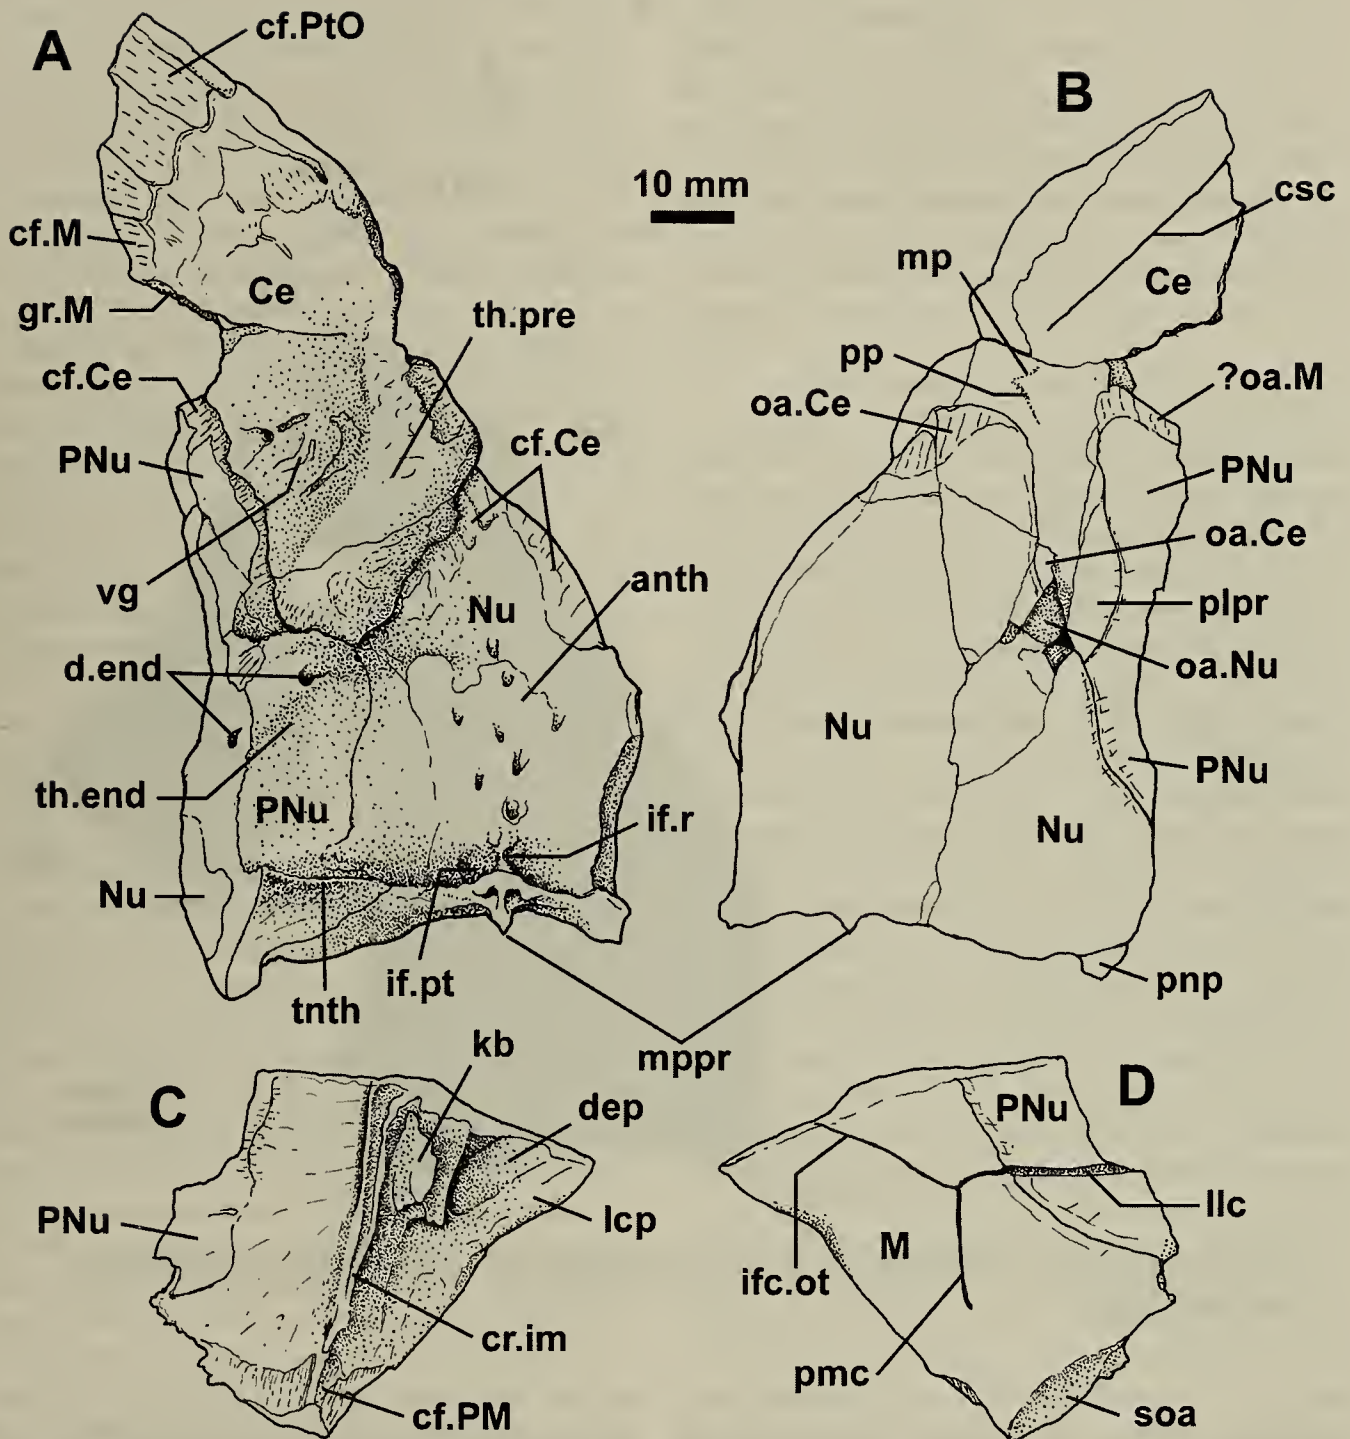 A
cf.PtO
cf.M
gr.M
Ce
th.pre
cf.Ce
PNu
cf.Ce
vg
Nu
anth
d.end
th.end
PNu
if.r
Nu
if.pt
tnth
10 mm
B
csc
mp
Ce
pp
?oa.M
oa.Ce
PNu
oa.Ce
plpr
oa.Nu
Nu
PNu
Nu
pnp
mppr
C
kb
dep
PNu
lcp
cr.im
cf.PM
D
PNu
llc
M
ifc.ot
pmc
soa